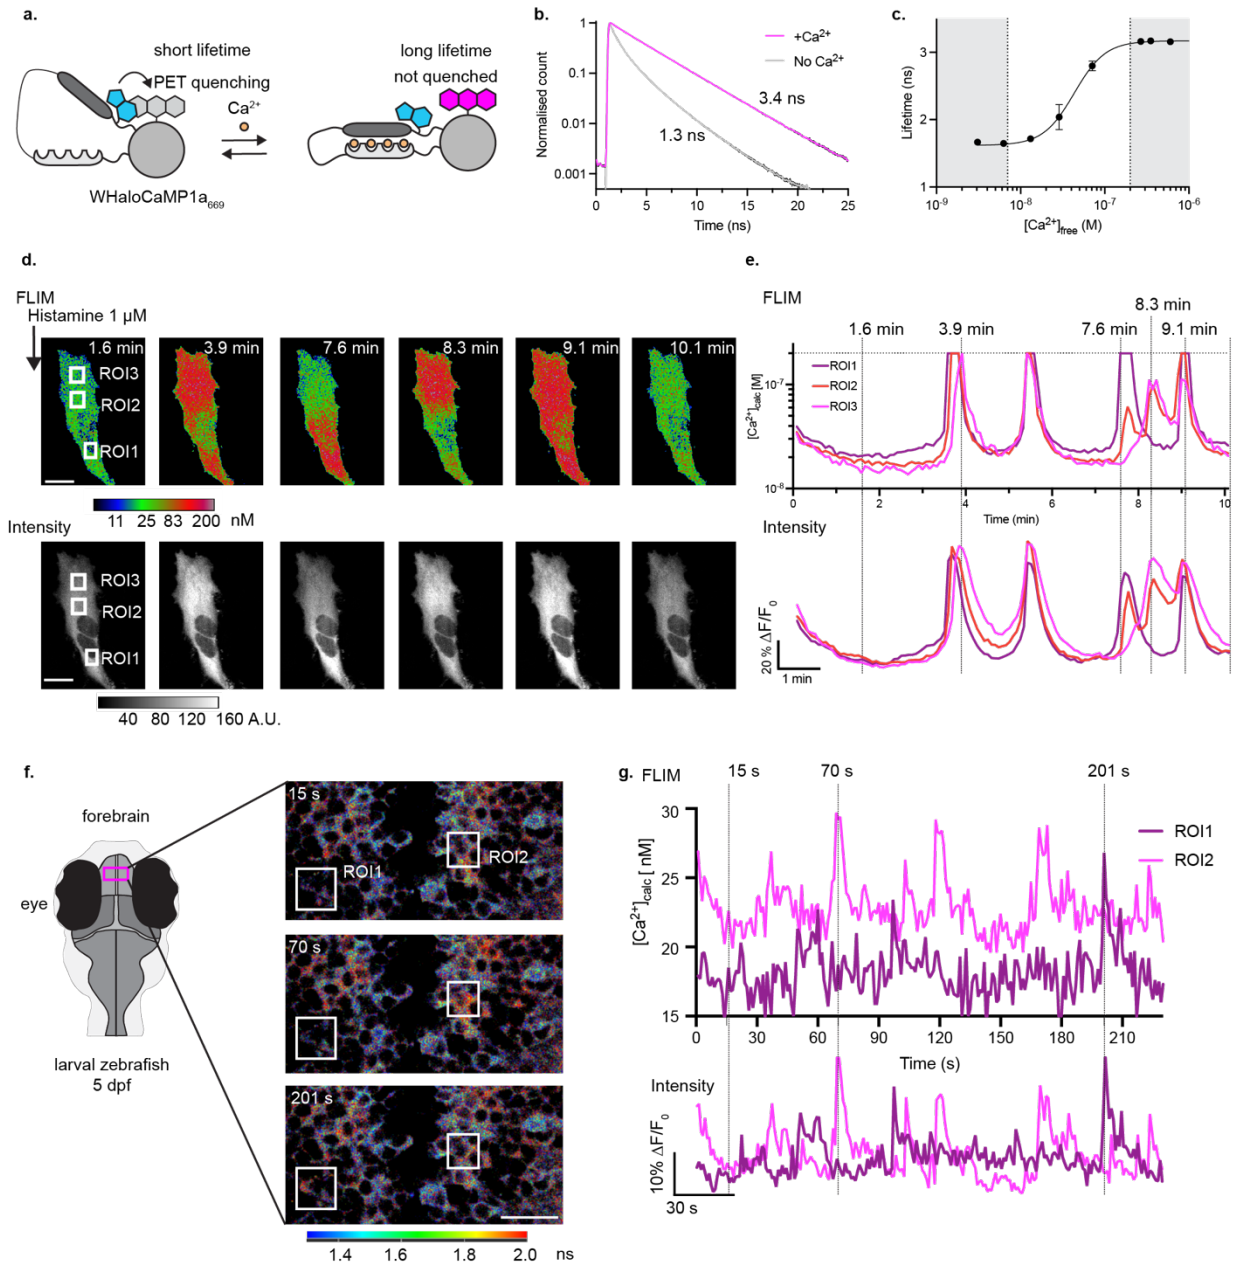 a.
short lifetime
PET quenching
Ca²⁺
long lifetime
not quenched
WHaloCaMP1a₆₆₉
b.
Normalised count
1
0.1
0.01
0.001
+Ca²⁺
No Ca²⁺
3.4 ns
1.3 ns
0 5 10 15 20 25
Time (ns)
c.
Lifetime (ns)
3
2
1
10⁻⁹ 10⁻⁸ 10⁻⁷ 10⁻⁶
[Ca²⁺]free (M)
d.
FLIM
Histamine 1 µM
1.6 min 3.9 min 7.6 min 8.3 min 9.1 min 10.1 min
ROI3
ROI2
ROI1
11 25 83 200 nM
Intensity
ROI3
ROI2
ROI1
40 80 120 160 A.U.
e.
FLIM
8.3 min
1.6 min 3.9 min 7.6 min 9.1 min
[Ca²⁺]calc [M]
10⁻⁷
10⁻⁸
ROI1
ROI2
ROI3
0 2 4 6 8 10
Time (min)
Intensity
20 % ΔF/F₀
1 min
f.
forebrain
eye
larval zebrafish
5 dpf
15 s
ROI1
ROI2
70 s
201 s
1.4 1.6 1.8 2.0 ns
g.
FLIM
15 s 70 s 201 s
[Ca²⁺]calc [ nM]
30
25
20
15
ROI1
ROI2
0 30 60 90 120 150 180 210
Time (s)
Intensity
10% ΔF/F₀
30 s